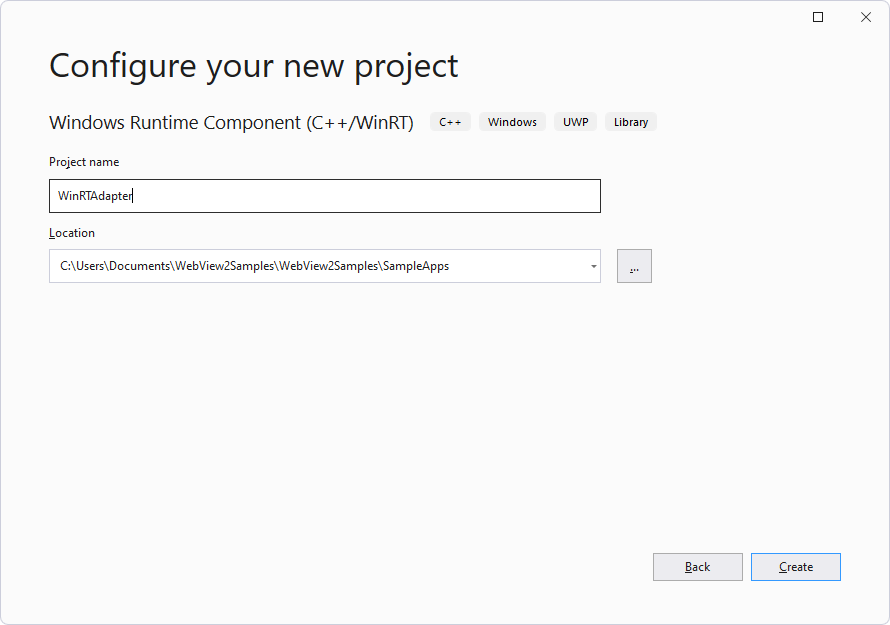 Configure your new project
Windows Runtime Component (C++/WinRT) C++ Windows UWP Library
Project name
WinRTAdapter
Location
C:\Users\Documents\WebView2Samples\WebView2Samples\SampleApps
...
Back Create